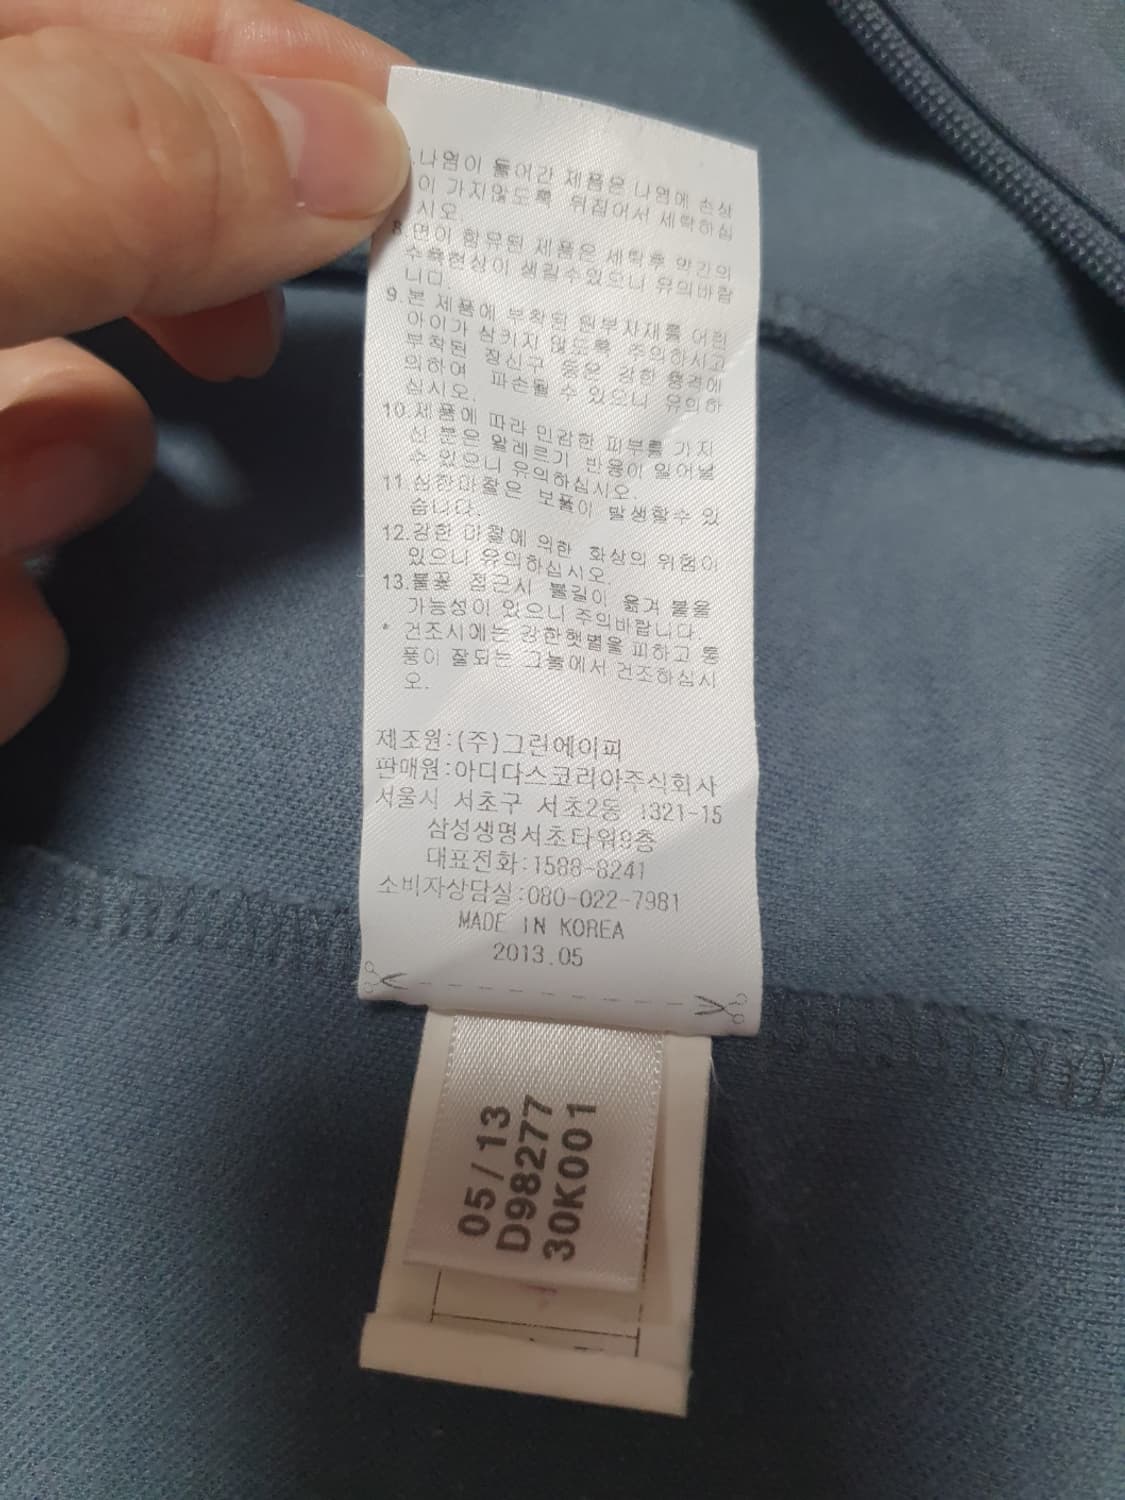 .나염이 들어간 제품은 나염에 손상
이 가지않도록 뒤집어서 세탁하십
시오.
8.면이 함유된 제품은 세탁후 약간의
수축현상이 생길수있으니 유의바랍
니다.
9.본 제품에 부착된 원부자재를 어린
아이가 삼키지 않도록 주의하시고
부착된 장신구 등은 강한 충격에
의하여 파손될 수 있으니 유의하
십시오.
10.제품에 따라 민감한 피부를 가지
신 분은 알레르기 반응이 일어날
수 있으니 유의하십시오.
11.심한마찰은 보풀이 발생할수 있
습니다.
12.강한 마찰에 의한 화상의 위험이
있으니 유의하십시오.
13.불꽃 접근시 불길이 옮겨 붙을
가능성이 있으니 주의바랍니다.
* 건조시에는 강한햇볕을 피하고 통
풍이 잘되는 그늘에서 건조하십시
오.
제조원:(주)그린에이피
판매원:아디다스코리아주식회사
서울시 서초구 서초2동 1321-15
삼성생명서초타워9층
대표전화:1588-8241
소비자상담실:080-022-7981
MADE IN KOREA
2013.05
05/13
D98277
30K001